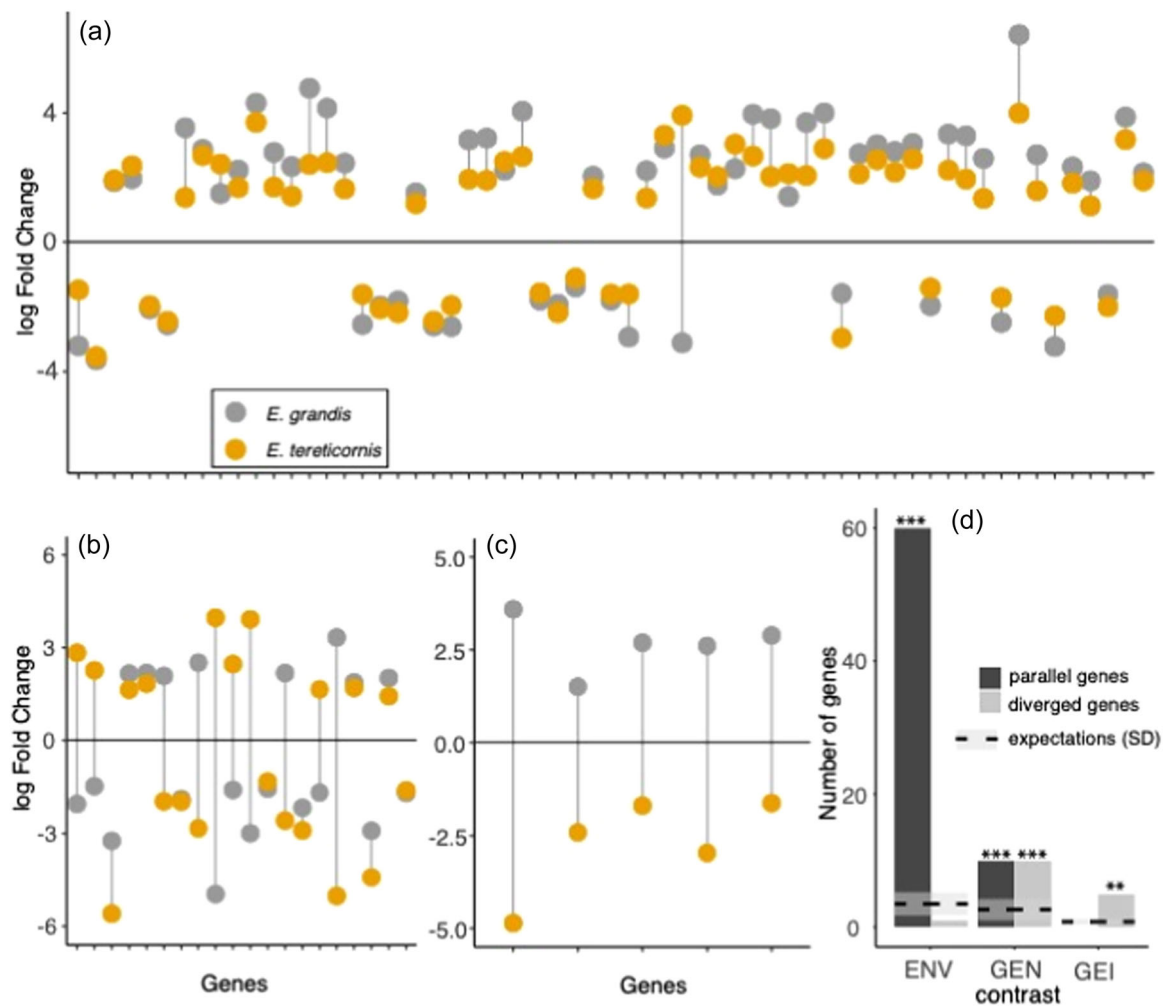 (a)
log Fold Change
4
0
-4
E. grandis
E. tereticornis
(b)
log Fold Change
6
3
0
-3
-6
Genes
(c)
5.0
2.5
0.0
-2.5
-5.0
Genes
(d)
Number of genes
60
40
20
0
***
*** ***
**
parallel genes
diverged genes
expectations (SD)
ENV GEN GEI
contrast